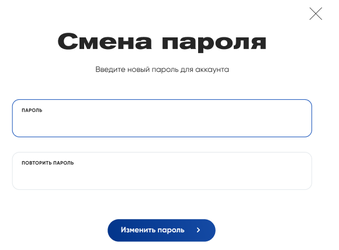 Смена пароля
Введите новый пароль для аккаунта
ПАРОЛЬ
ПОВТОРИТЬ ПАРОЛЬ
Изменить пароль